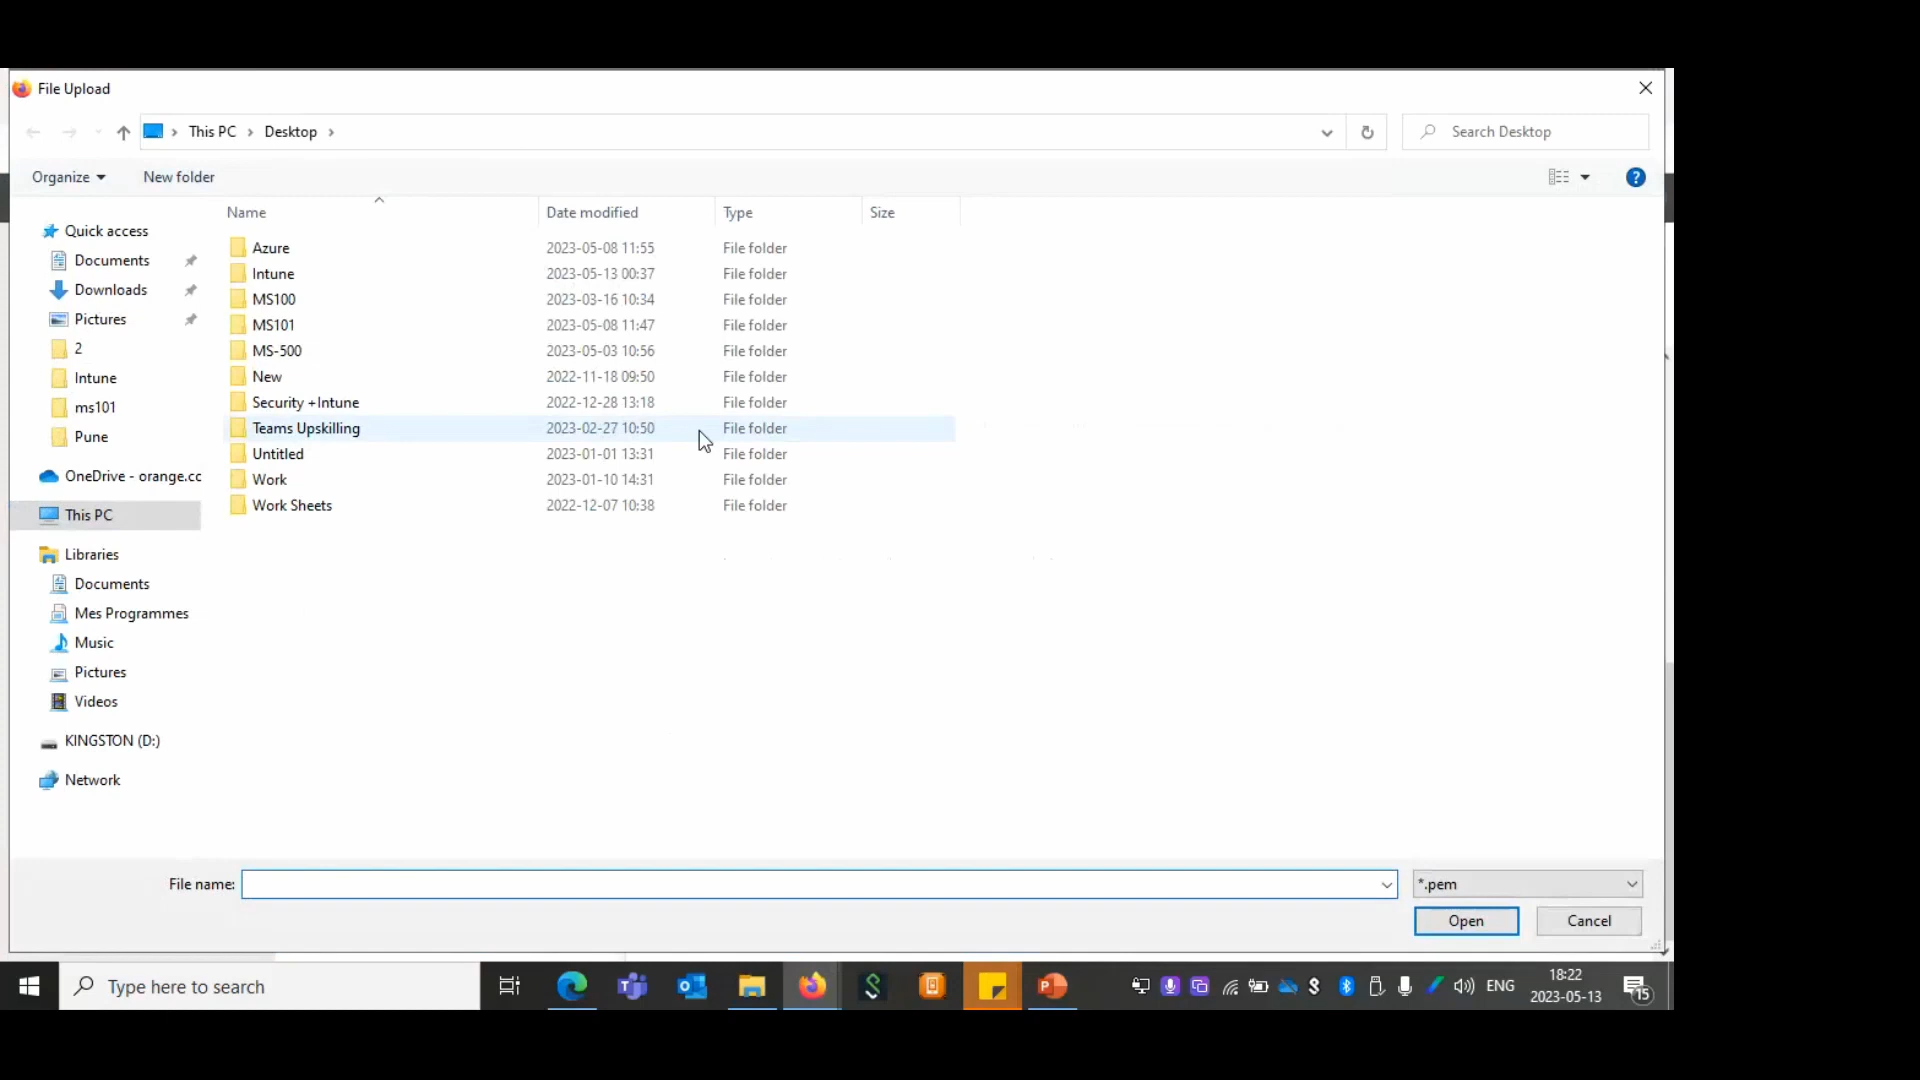 File Upload
This PC > Desktop >
Search Desktop
Organize
New folder
Name Date modified Type Size
Quick access
Documents
Downloads
Pictures
2
Intune
ms101
Pune
OneDrive - orange.cc
This PC
Libraries
Documents
Mes Programmes
Music
Pictures
Videos
KINGSTON (D:)
Network
Azure 2023-05-08 11:55 File folder
Intune 2023-05-13 00:37 File folder
MS100 2023-03-16 10:34 File folder
MS101 2023-05-08 11:47 File folder
MS-500 2023-05-03 10:56 File folder
New 2022-11-18 09:50 File folder
Security +Intune 2022-12-28 13:18 File folder
Teams Upskilling 2023-02-27 10:50 File folder
Untitled 2023-01-01 13:31 File folder
Work 2023-01-10 14:31 File folder
Work Sheets 2022-12-07 10:38 File folder
File name:
*.pem
Open Cancel
Type here to search
ENG
18:22
2023-05-13
15